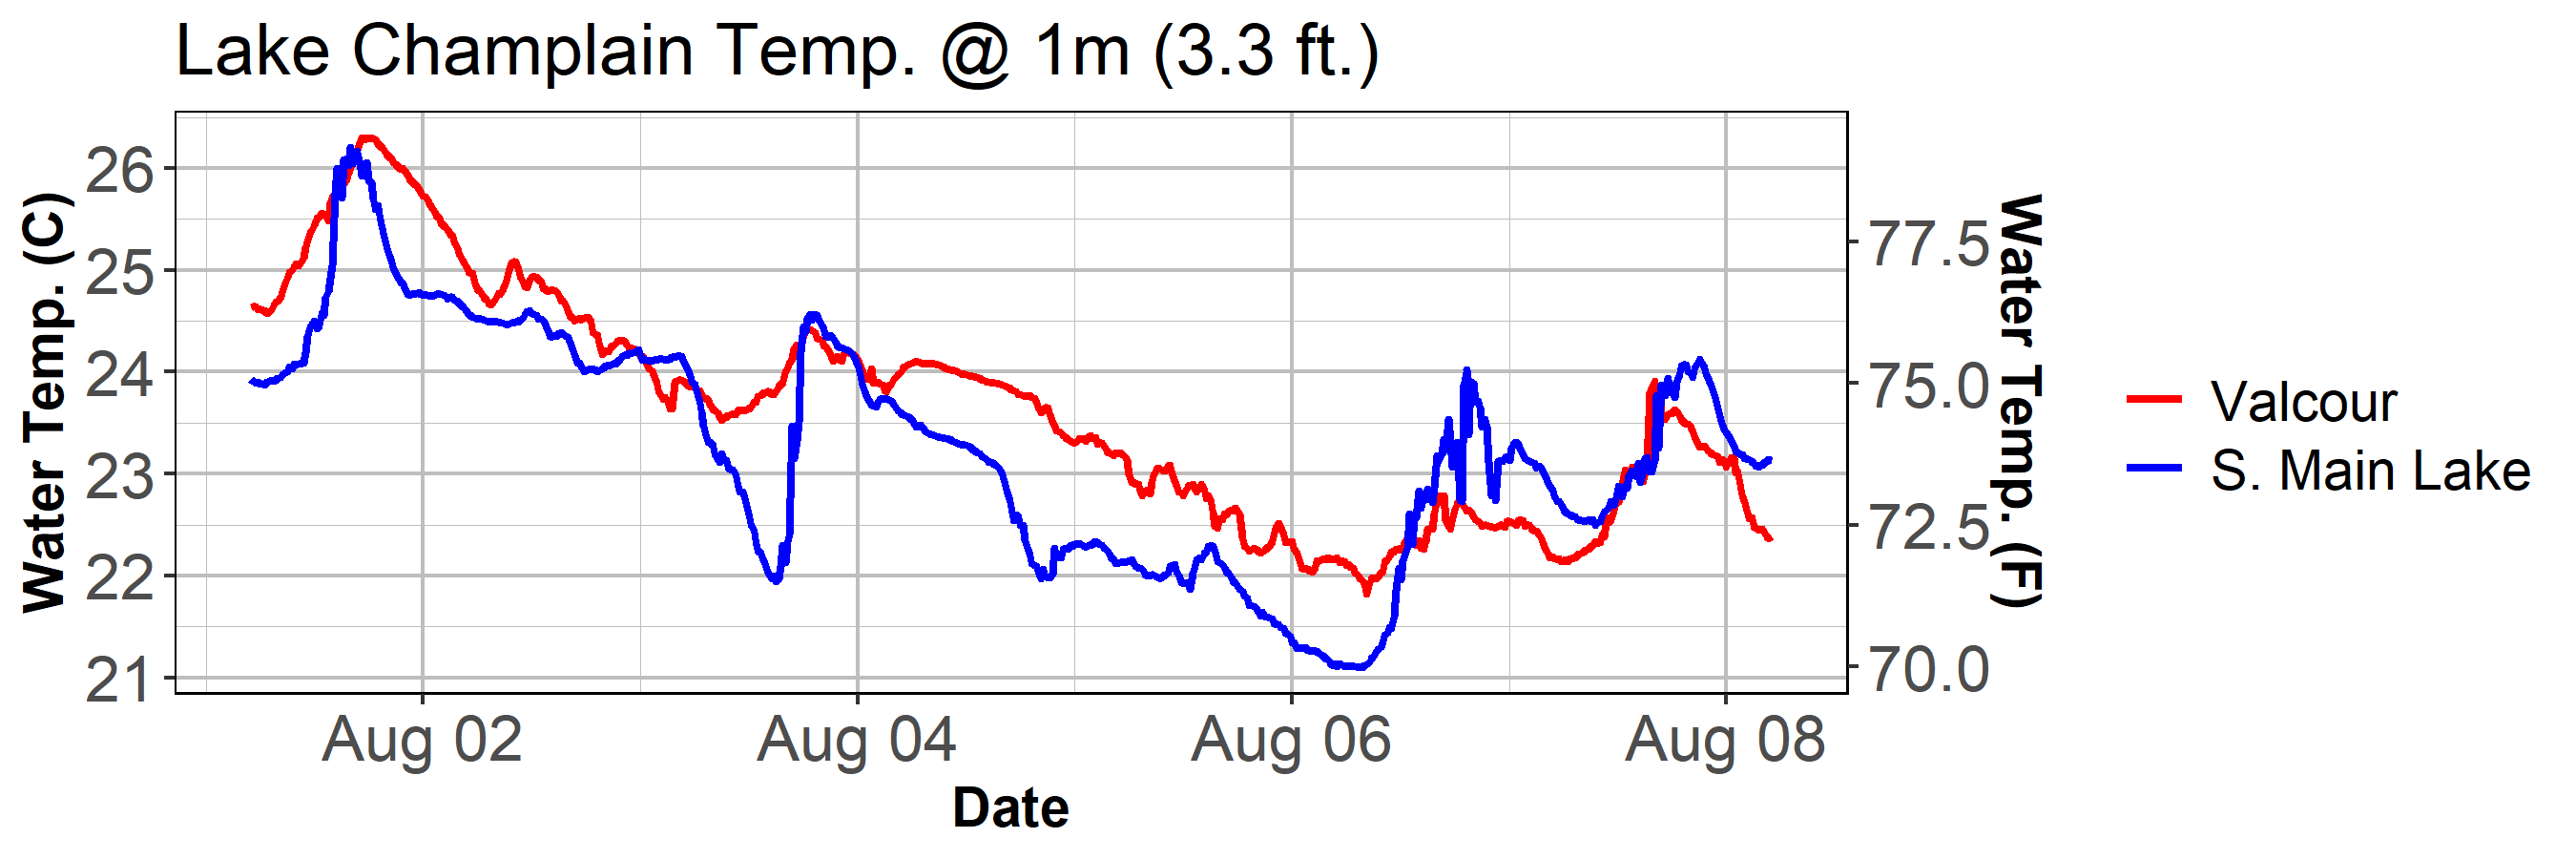 Lake Champlain Temp. @ 1m (3.3 ft.)
Water Temp. (C)
26
25
24
23
22
21
77.5
75.0
72.5
70.0
Water Temp. (F)
Aug 02
Aug 04
Aug 06
Aug 08
Date
Valcour
S. Main Lake